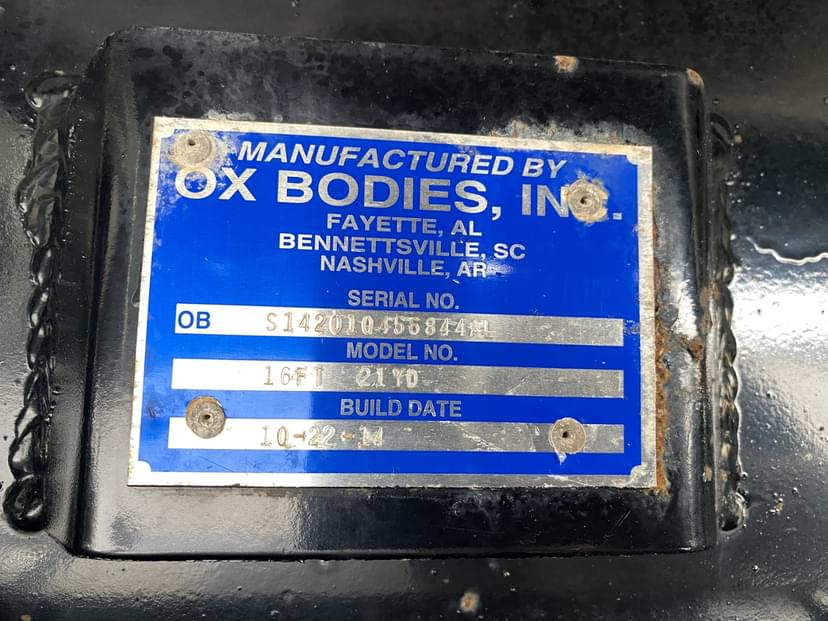 MANUFACTURED BY
OX BODIES, INC.
FAYETTE, AL
BENNETTSVILLE, SC
NASHVILLE, AR
SERIAL NO.
OB S142010456844AL
MODEL NO.
16FT 21YD
BUILD DATE
10-22-14